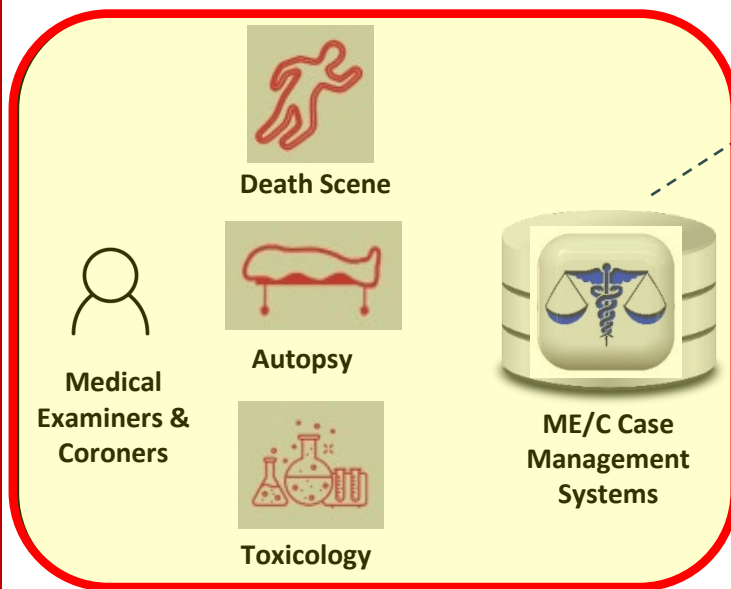 Death Scene
Autopsy
Medical
Examiners &
Coroners
Toxicology
ME/C Case
Management
Systems